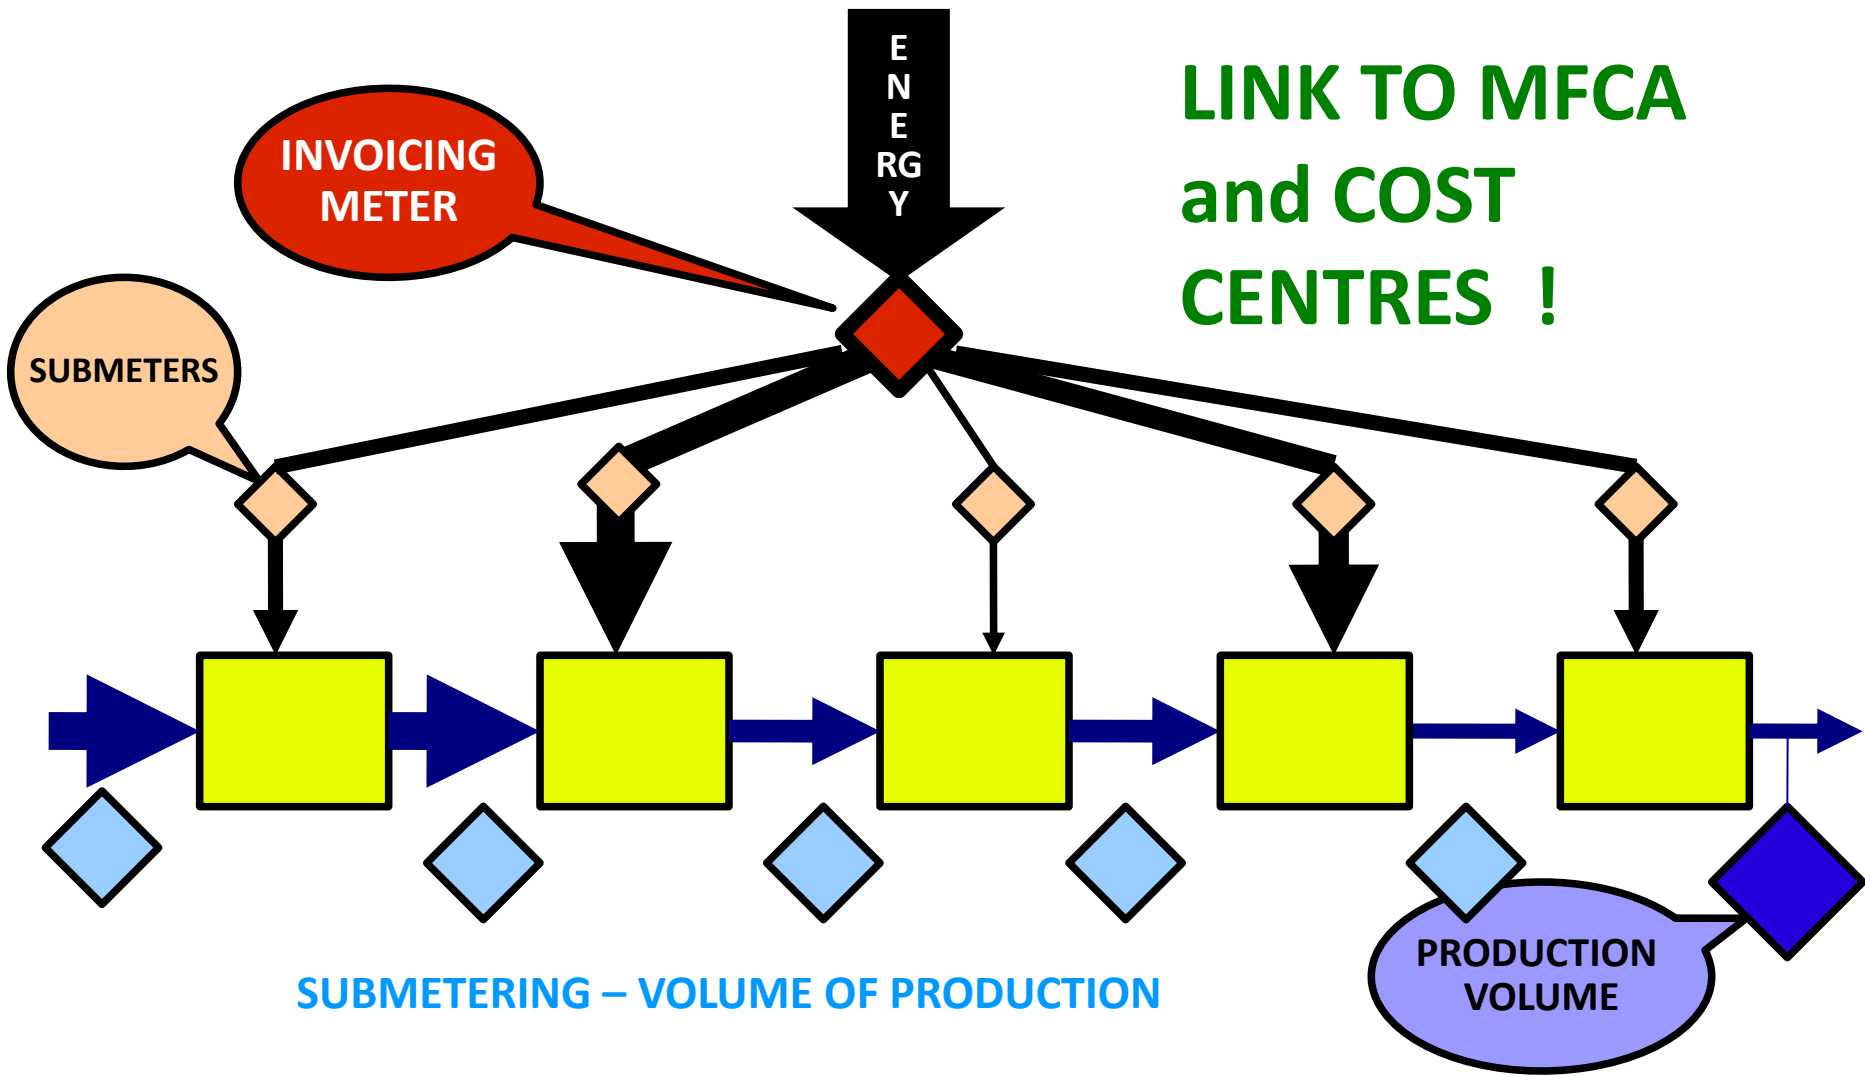 E
N
E
RG
Y
LINK TO MFCA
and COST
CENTRES !
INVOICING
METER
SUBMETERS
PRODUCTION
VOLUME
SUBMETERING – VOLUME OF PRODUCTION